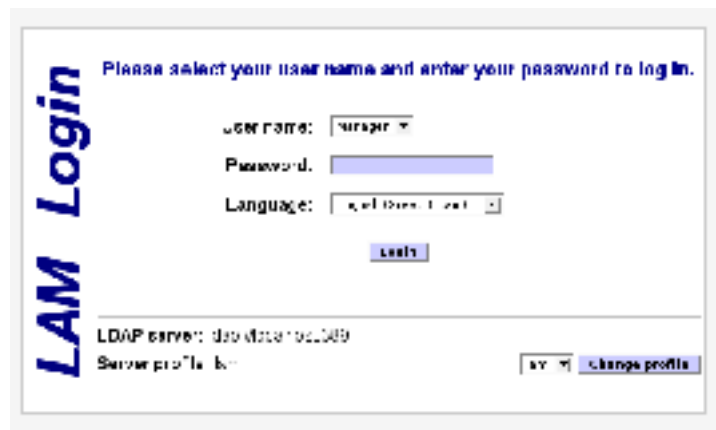 LAM Login
Please select your user name and enter your password to log in.
User name: Manager
Password:
Language:
Login
LDAP server:
Server profile:
Change profile